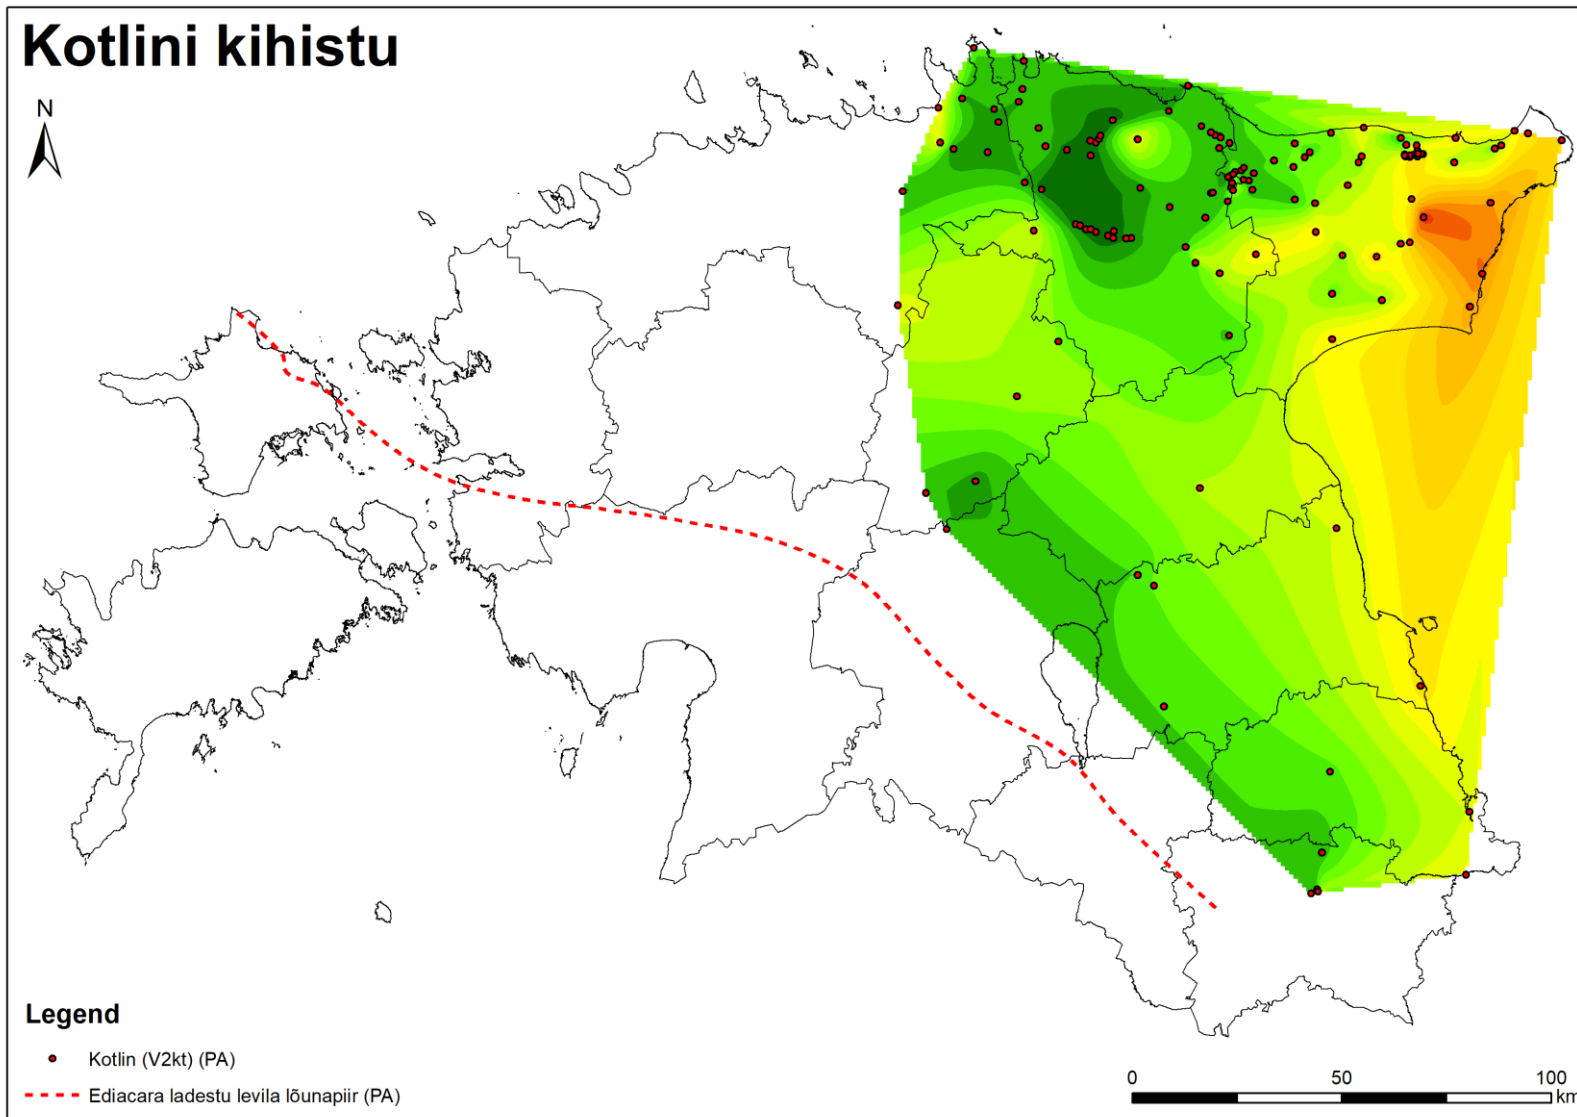 Kotlini kihistu
N
Legend
Kotlin (V2kt) (PA)
Ediacara ladestu levila lõunapiir (PA)
0 50 100
km